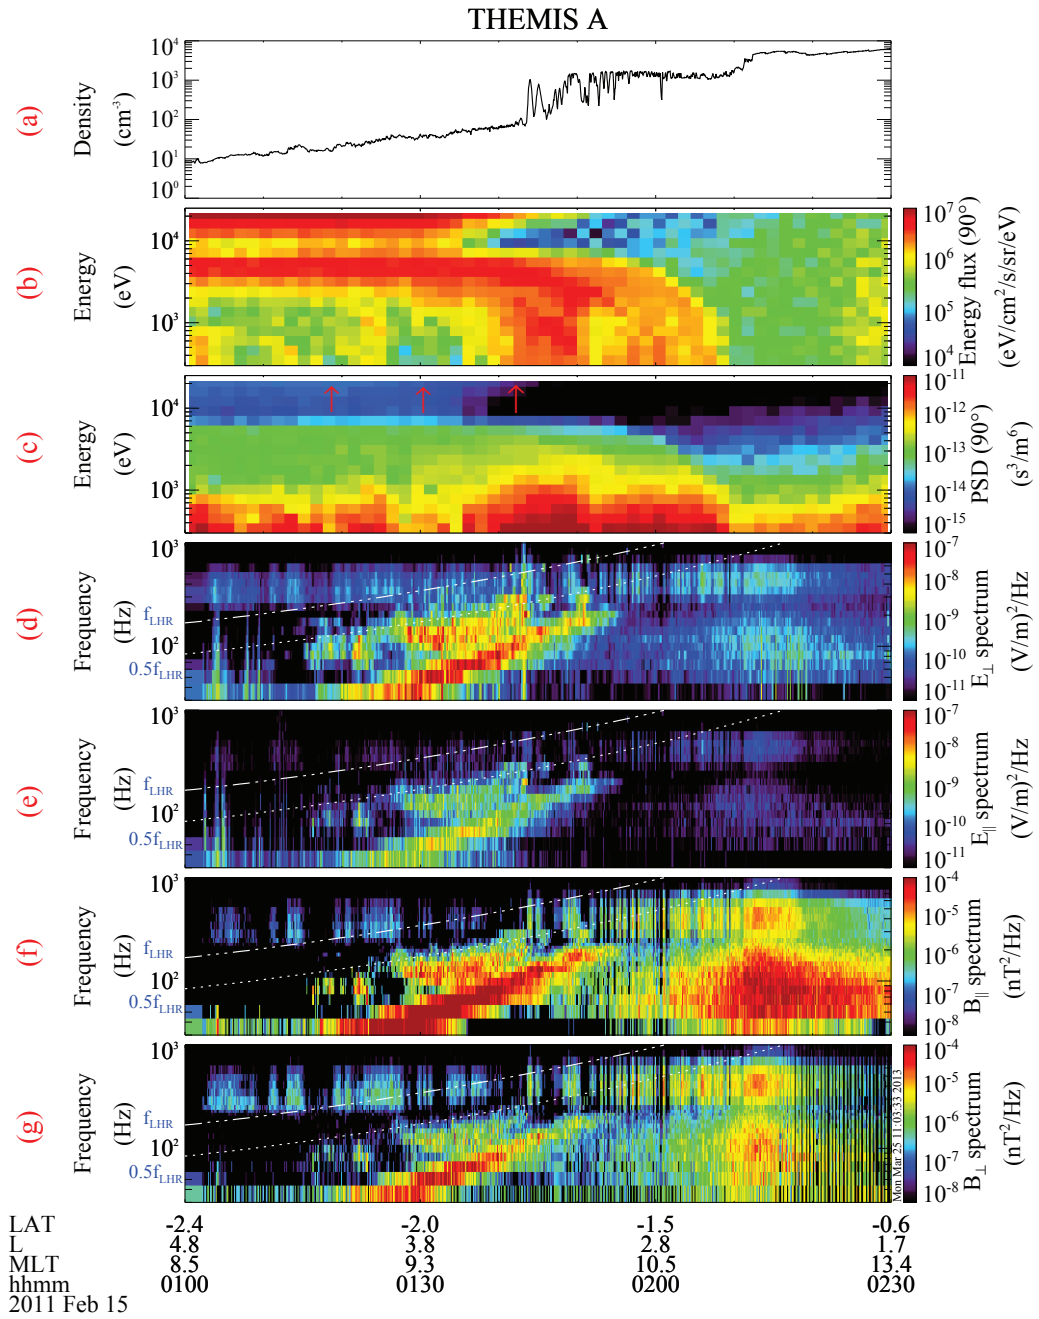 THEMIS A
(a)
Density
(cm⁻³)
10⁴
10³
10²
10¹
10⁰
(b)
Energy
(eV)
10⁴
10³
10⁷
10⁶
10⁵
10⁴
Energy flux (90°)
(eV/cm²/s/sr/eV)
(c)
Energy
(eV)
10⁴
10³
10⁻¹¹
10⁻¹²
10⁻¹³
10⁻¹⁴
10⁻¹⁵
PSD (90°)
(s³/m⁶)
(d)
Frequency
(Hz)
10³
f_LHR
10²
0.5f_LHR
10⁻⁷
10⁻⁸
10⁻⁹
10⁻¹⁰
10⁻¹¹
E⊥ spectrum
(V/m)²/Hz
(e)
Frequency
(Hz)
10³
f_LHR
10²
0.5f_LHR
10⁻⁷
10⁻⁸
10⁻⁹
10⁻¹⁰
10⁻¹¹
E|| spectrum
(V/m)²/Hz
(f)
Frequency
(Hz)
10³
f_LHR
10²
0.5f_LHR
10⁻⁴
10⁻⁵
10⁻⁶
10⁻⁷
10⁻⁸
B|| spectrum
(nT²/Hz)
(g)
Frequency
(Hz)
10³
f_LHR
10²
0.5f_LHR
10⁻⁴
10⁻⁵
10⁻⁶
10⁻⁷
10⁻⁸
B⊥ spectrum
(nT²/Hz)
Mon Mar 25 11:03:33 2013
LAT -2.4 -2.0 -1.5 -0.6
L 4.8 3.8 2.8 1.7
MLT 8.5 9.3 10.5 13.4
hhmm 0100 0130 0200 0230
2011 Feb 15